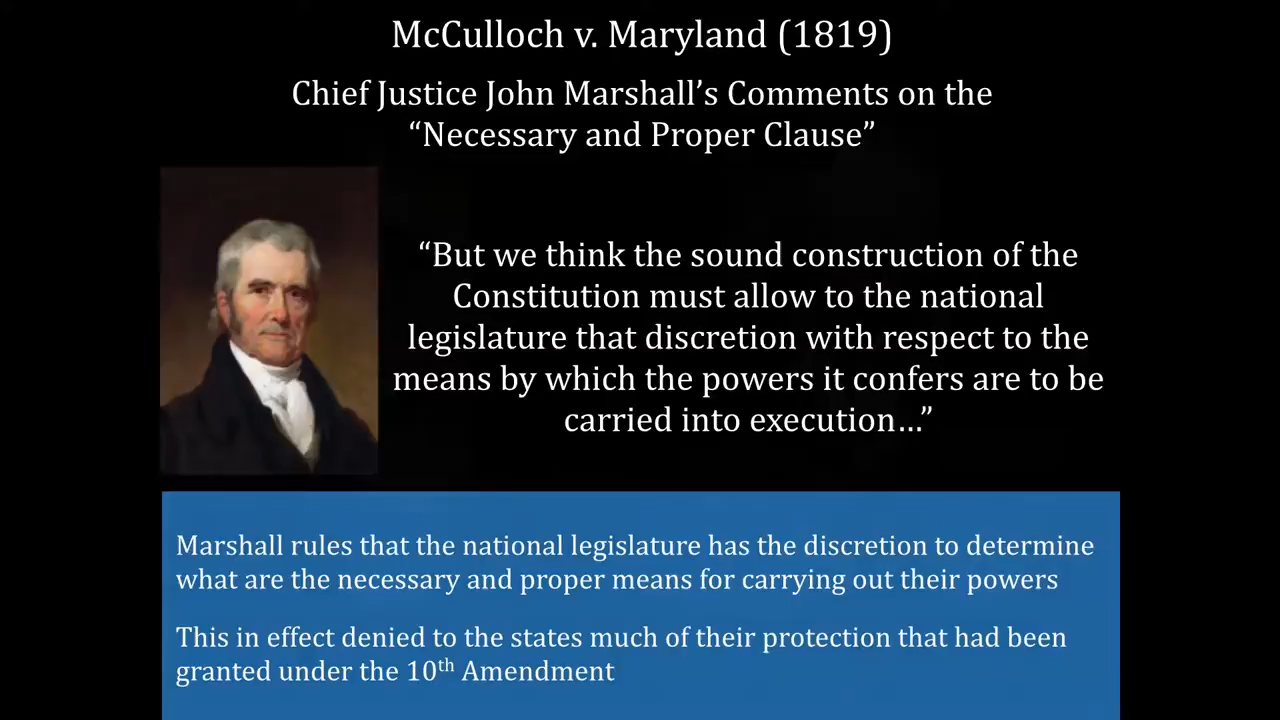 McCulloch v. Maryland (1819)
Chief Justice John Marshall’s Comments on the
“Necessary and Proper Clause”
“But we think the sound construction of the
Constitution must allow to the national
legislature that discretion with respect to the
means by which the powers it confers are to be
carried into execution…”
Marshall rules that the national legislature has the discretion to determine
what are the necessary and proper means for carrying out their powers
This in effect denied to the states much of their protection that had been
granted under the 10th Amendment